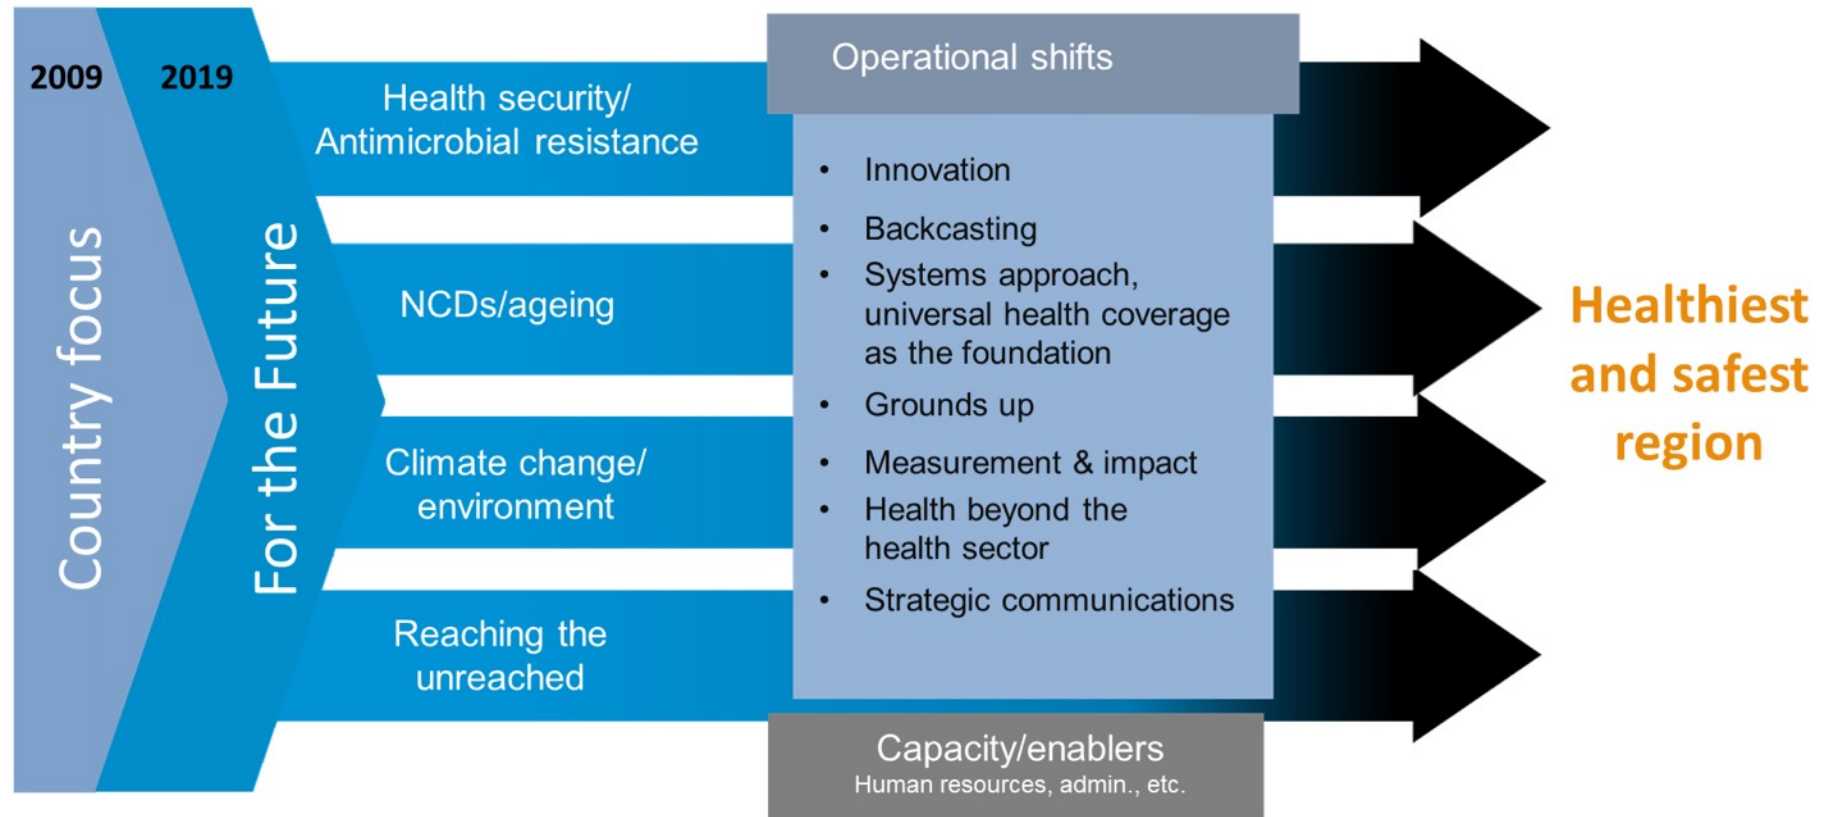 2009
2019
Country focus
For the Future
Health security/
Antimicrobial resistance
NCDs/ageing
Climate change/
environment
Reaching the
unreached
Operational shifts
• Innovation
• Backcasting
• Systems approach,
universal health coverage
as the foundation
• Grounds up
• Measurement & impact
• Health beyond the
health sector
• Strategic communications
Capacity/enablers
Human resources, admin., etc.
Healthiest
and safest
region